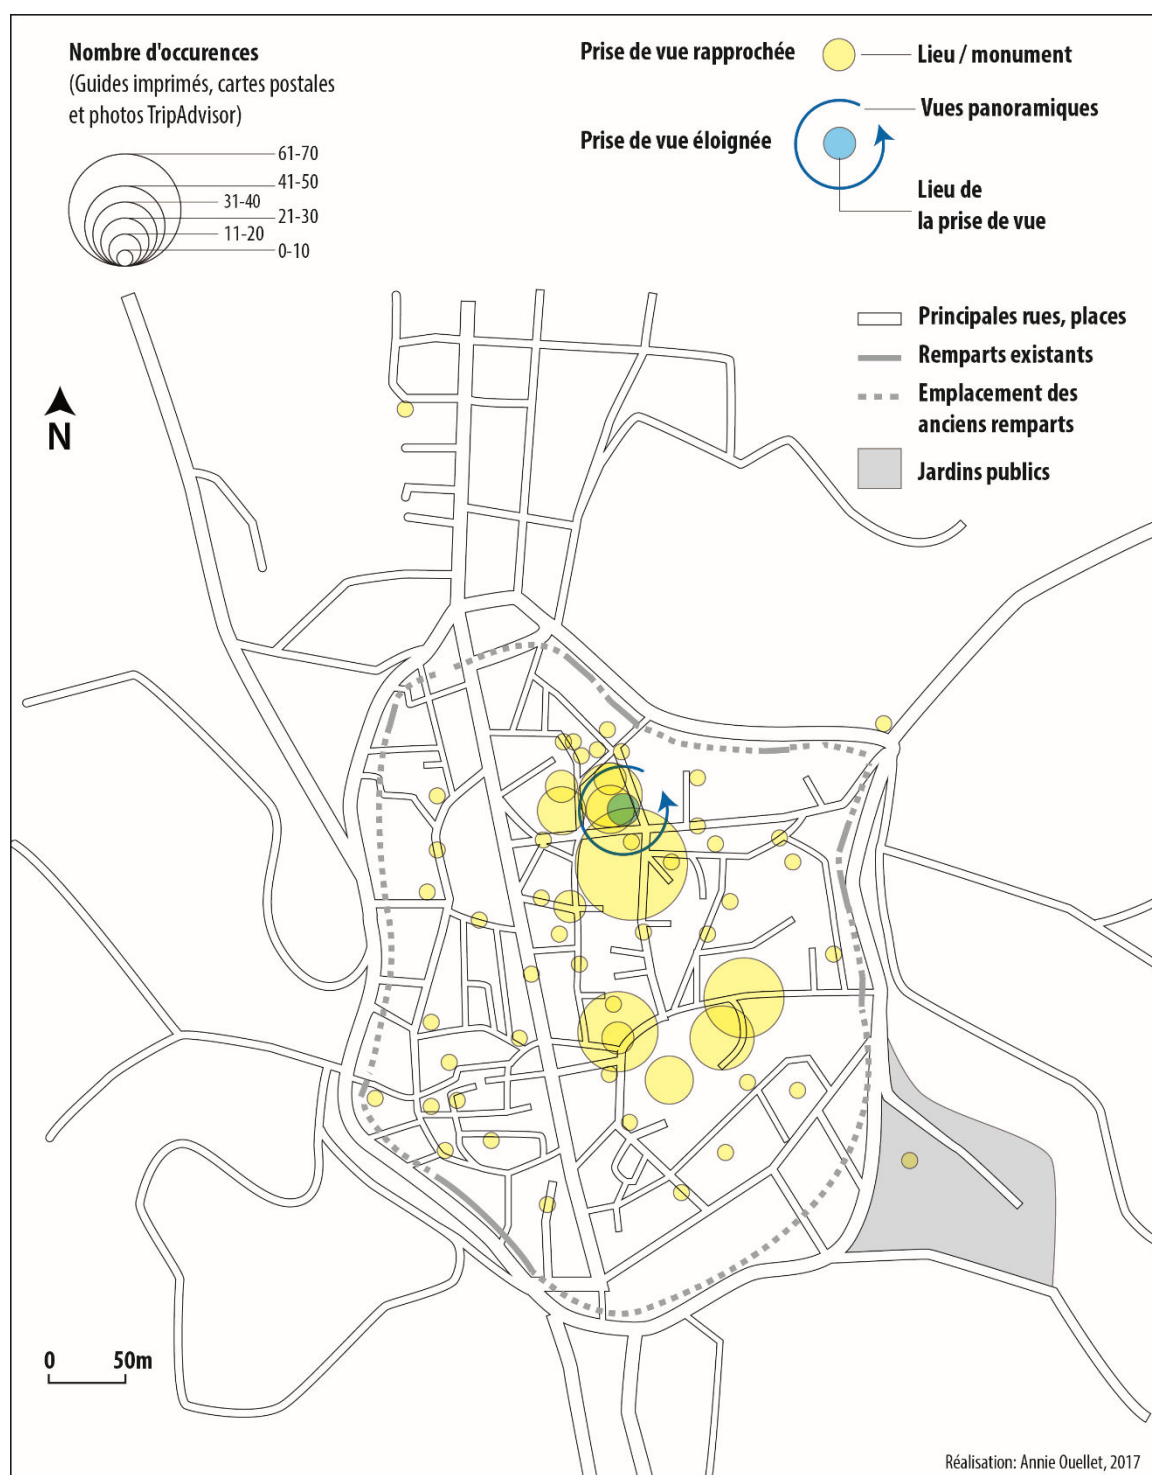 Nombre d'occurences
(Guides imprimés, cartes postales
et photos TripAdvisor)
61-70
41-50
31-40
21-30
11-20
0-10
Prise de vue rapprochée
Lieu / monument
Vues panoramiques
Prise de vue éloignée
Lieu de
la prise de vue
Principales rues, places
Remparts existants
Emplacement des
anciens remparts
Jardins publics
N
0 50m
Réalisation: Annie Ouellet, 2017